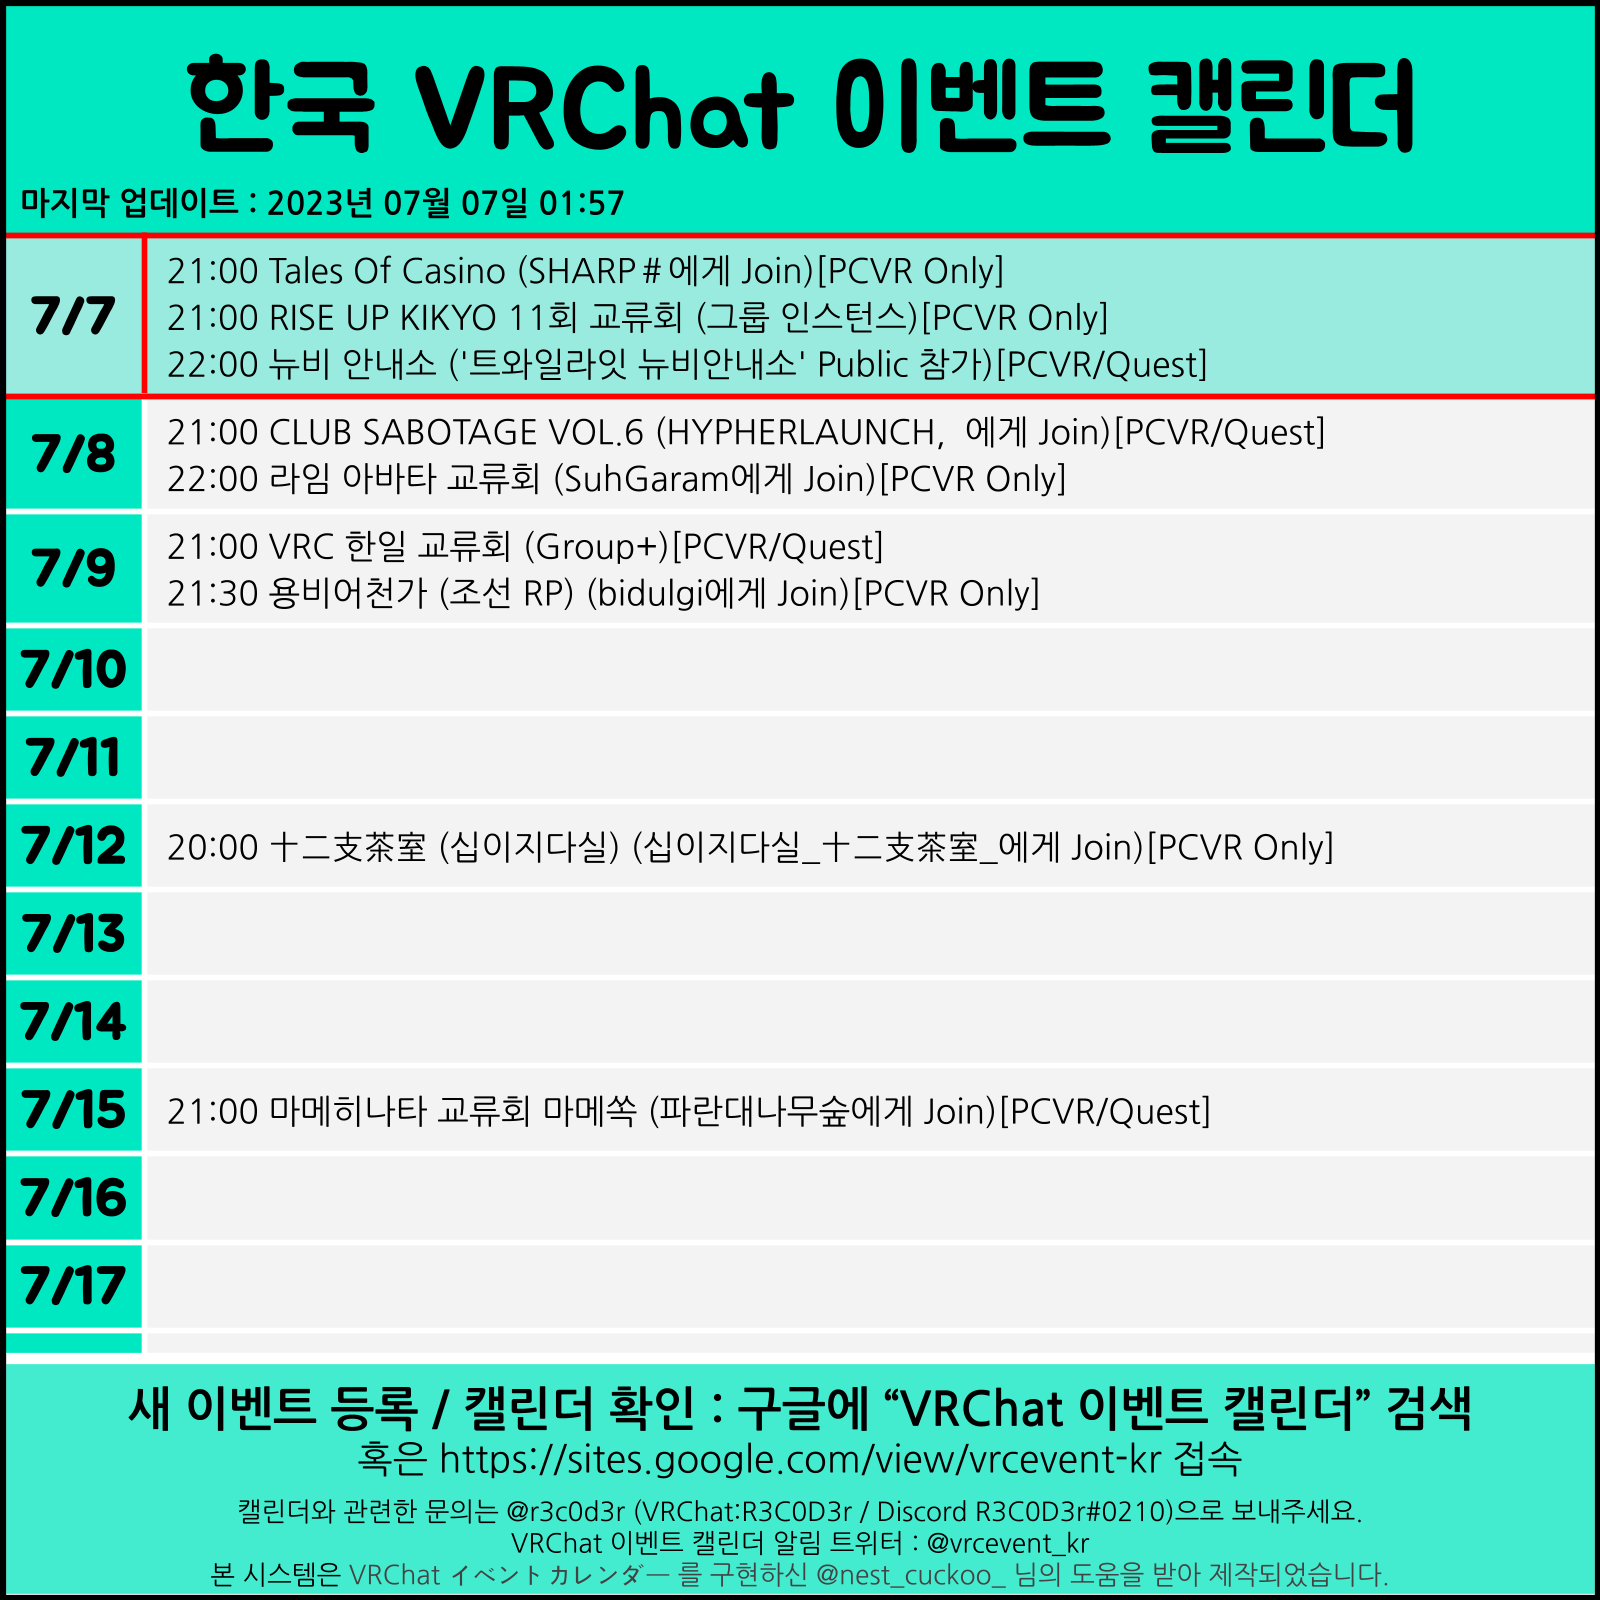 한국 VRChat 이벤트 캘린더
마지막 업데이트 : 2023년 07월 07일 01:57
7/7
21:00 Tales Of Casino (SHARP＃에게 Join)[PCVR Only]
21:00 RISE UP KIKYO 11회 교류회 (그룹 인스턴스)[PCVR Only]
22:00 뉴비 안내소 ('트와일라잇 뉴비안내소' Public 참가)[PCVR/Quest]
7/8
21:00 CLUB SABOTAGE VOL.6 (HYPHERLAUNCH,  에게 Join)[PCVR/Quest]
22:00 라임 아바타 교류회 (SuhGaram에게 Join)[PCVR Only]
7/9
21:00 VRC 한일 교류회 (Group+)[PCVR/Quest]
21:30 용비어천가 (조선 RP) (bidulgi에게 Join)[PCVR Only]
7/10
7/11
7/12
20:00 十二支茶室 (십이지다실) (십이지다실_十二支茶室_에게 Join)[PCVR Only]
7/13
7/14
7/15
21:00 마메히나타 교류회 마메쏙 (파란대나무숲에게 Join)[PCVR/Quest]
7/16
7/17
새 이벤트 등록 / 캘린더 확인 : 구글에 “VRChat 이벤트 캘린더” 검색
혹은 https://sites.google.com/view/vrcevent-kr 접속
캘린더와 관련한 문의는 @r3c0d3r (VRChat:R3C0D3r / Discord R3C0D3r#0210)으로 보내주세요.
VRChat 이벤트 캘린더 알림 트위터 : @vrcevent_kr
본 시스템은 VRChat イベントカレンダー 를 구현하신 @nest_cuckoo_ 님의 도움을 받아 제작되었습니다.